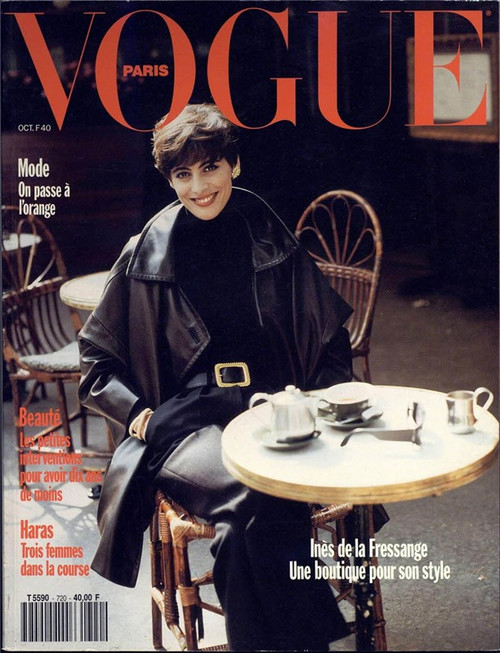 VOGUE
PARIS
OCT. F 40
Mode
On passe à
l'orange
Beauté
Les petites
interventions
pour avoir dix ans
de moins
Haras
Trois femmes
dans la course
Inès de la Fressange
Une boutique pour son style
T 5590 - 720 - 40,00 F